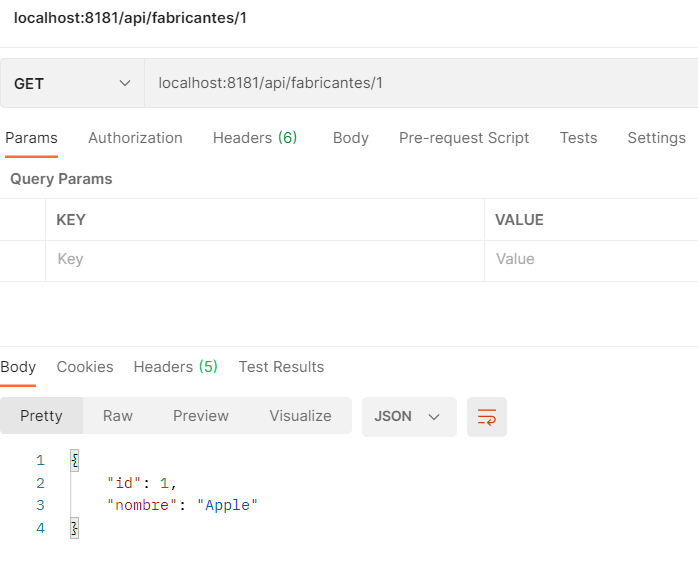 localhost:8181/api/fabricantes/1
GET localhost:8181/api/fabricantes/1
Params Authorization Headers (6) Body Pre-request Script Tests Settings
Query Params
KEY VALUE
Key Value
Body Cookies Headers (5) Test Results
Pretty Raw Preview Visualize JSON
1 {
2 "id": 1,
3 "nombre": "Apple"
4 }